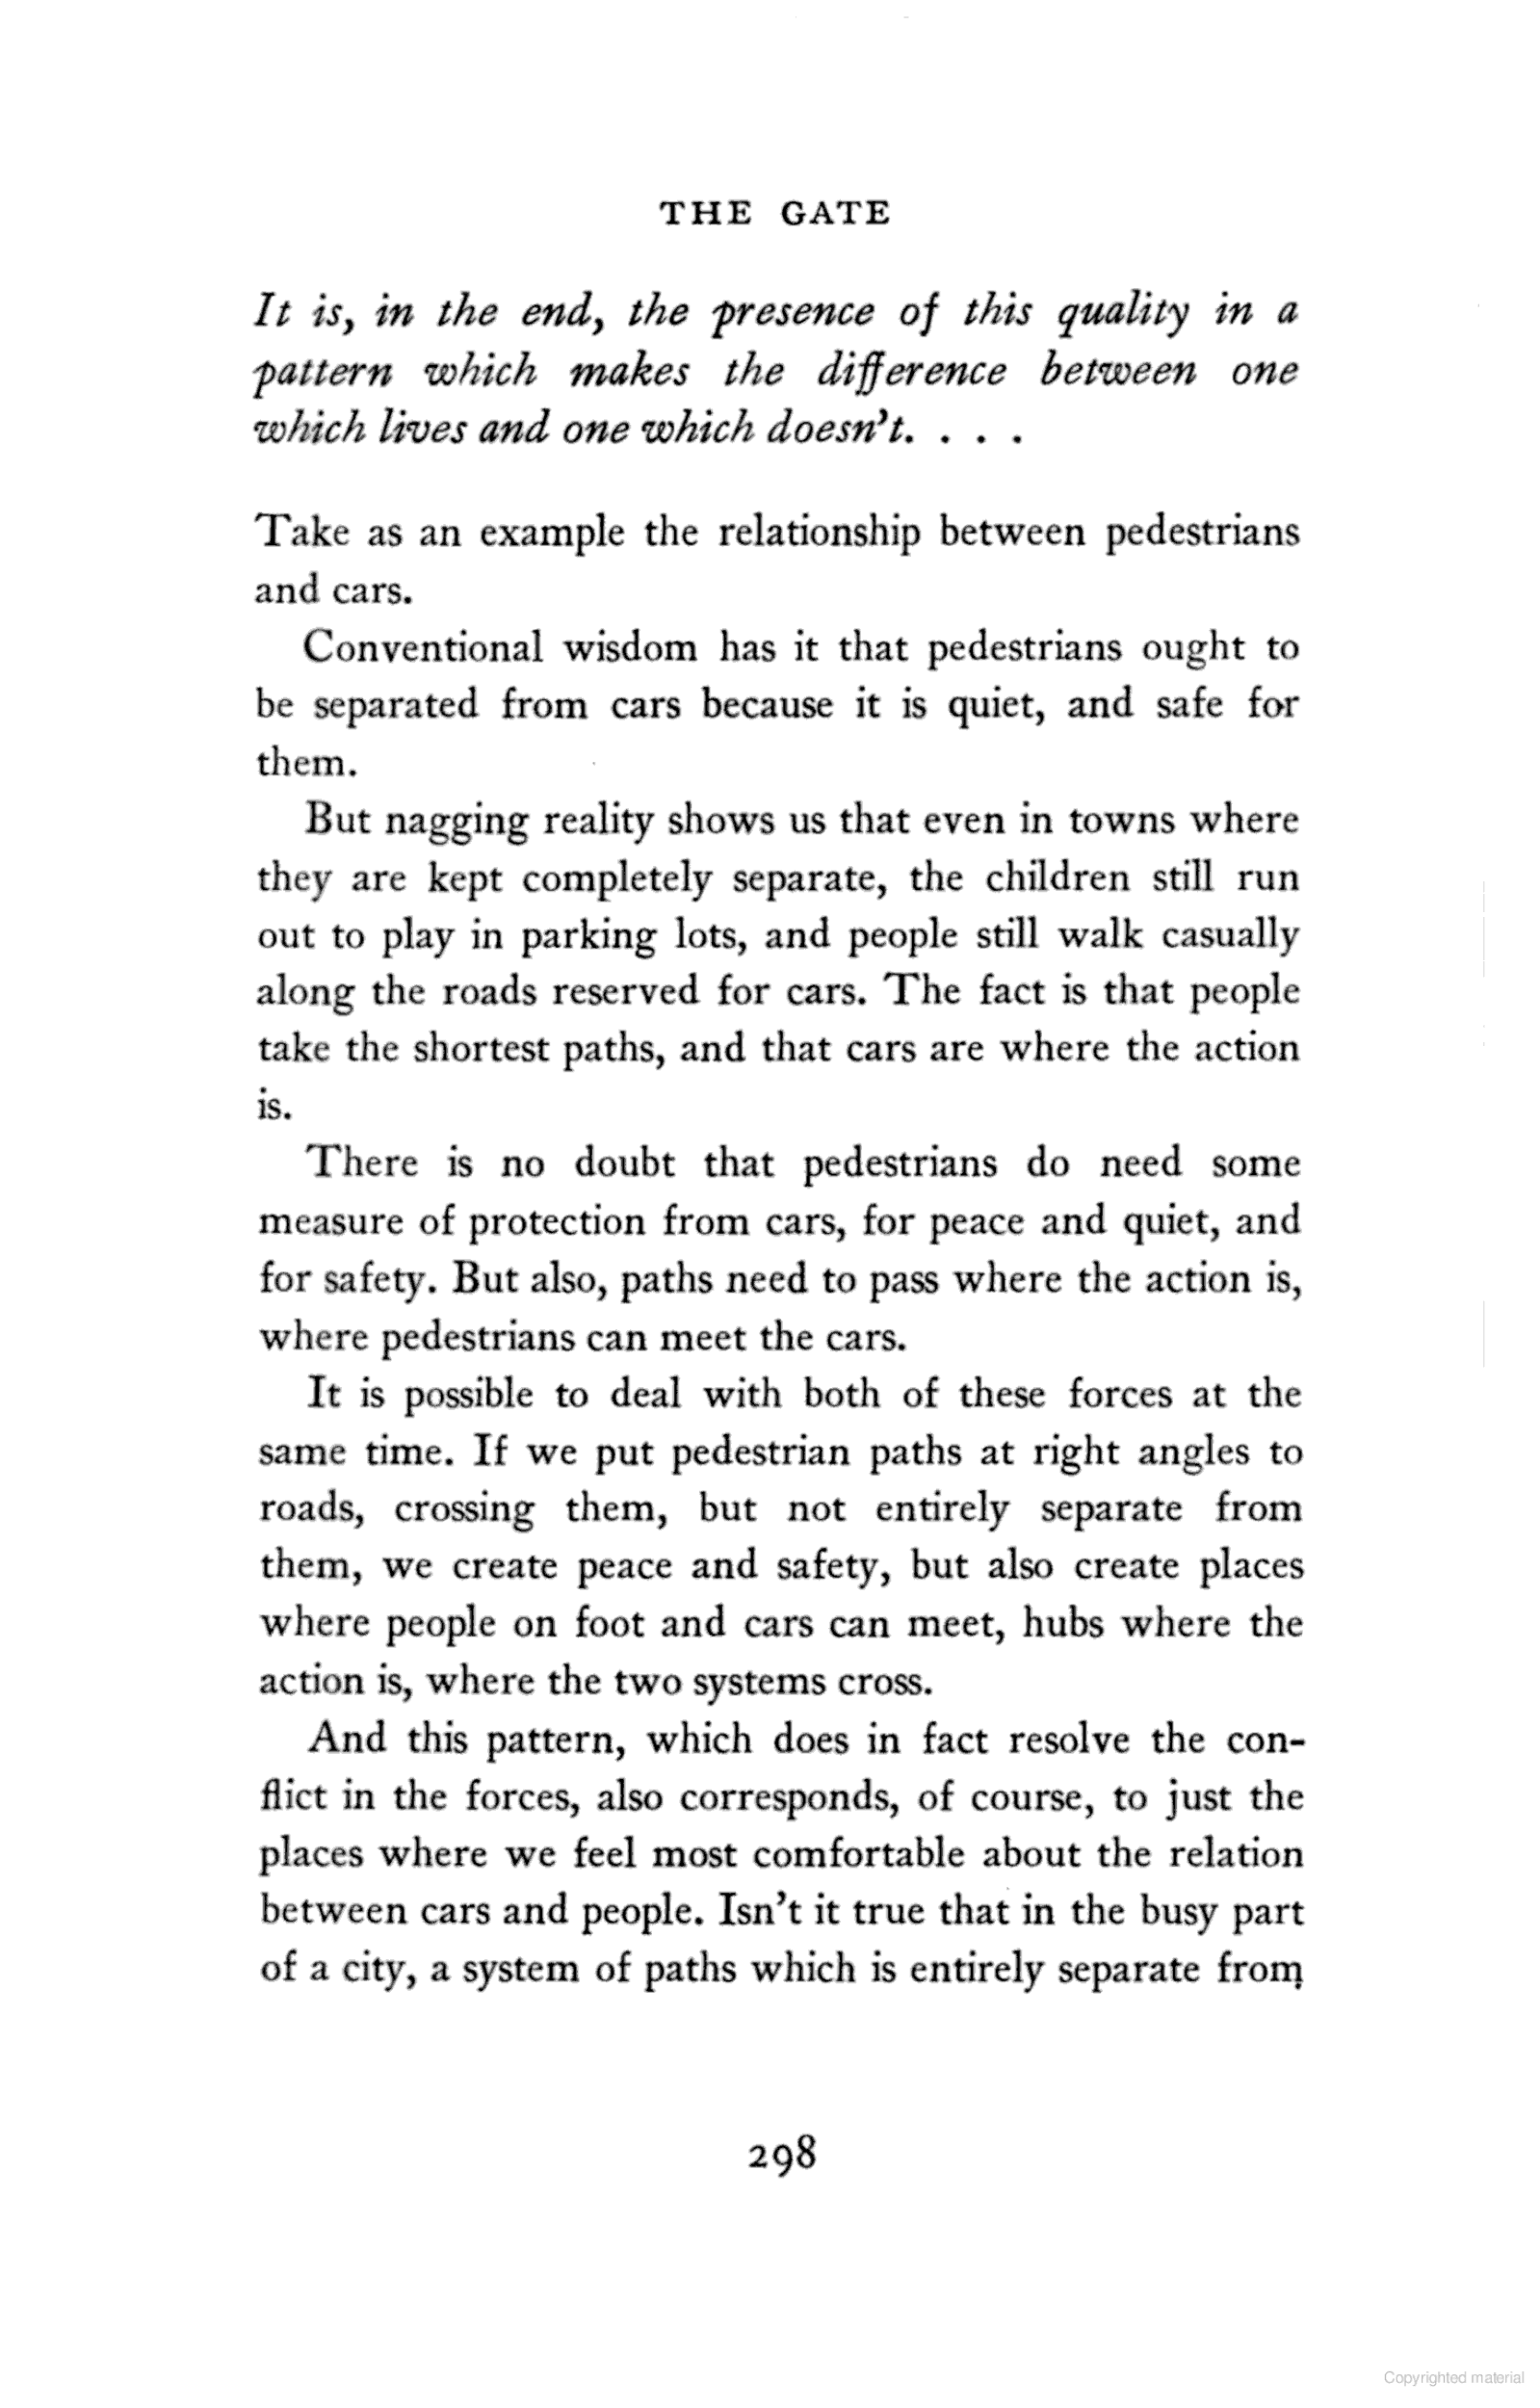 THE GATE
It is, in the end, the presence of this quality in a
pattern which makes the difference between one
which lives and one which doesn't. . . .
Take as an example the relationship between pedestrians
and cars.
Conventional wisdom has it that pedestrians ought to
be separated from cars because it is quiet, and safe for
them.
But nagging reality shows us that even in towns where
they are kept completely separate, the children still run
out to play in parking lots, and people still walk casually
along the roads reserved for cars. The fact is that people
take the shortest paths, and that cars are where the action
is.
There is no doubt that pedestrians do need some
measure of protection from cars, for peace and quiet, and
for safety. But also, paths need to pass where the action is,
where pedestrians can meet the cars.
It is possible to deal with both of these forces at the
same time. If we put pedestrian paths at right angles to
roads, crossing them, but not entirely separate from
them, we create peace and safety, but also create places
where people on foot and cars can meet, hubs where the
action is, where the two systems cross.
And this pattern, which does in fact resolve the con-
flict in the forces, also corresponds, of course, to just the
places where we feel most comfortable about the relation
between cars and people. Isn't it true that in the busy part
of a city, a system of paths which is entirely separate from
298
Copyrighted material